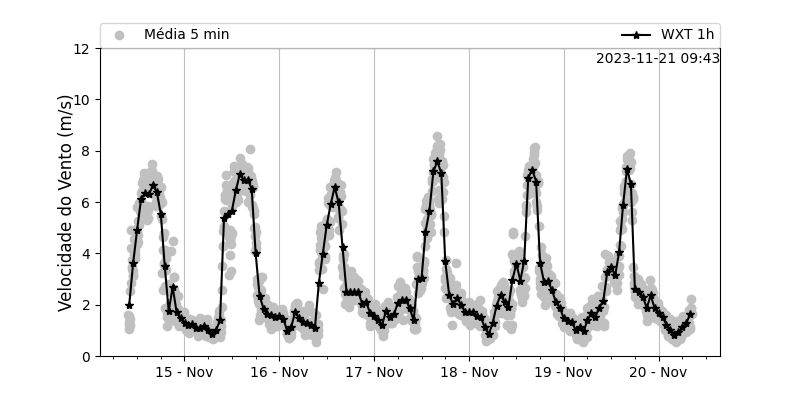 Média 5 min
WXT 1h
2023-11-21 09:43
Velocidade do Vento (m/s)
12
10
8
6
4
2
0
15 - Nov
16 - Nov
17 - Nov
18 - Nov
19 - Nov
20 - Nov